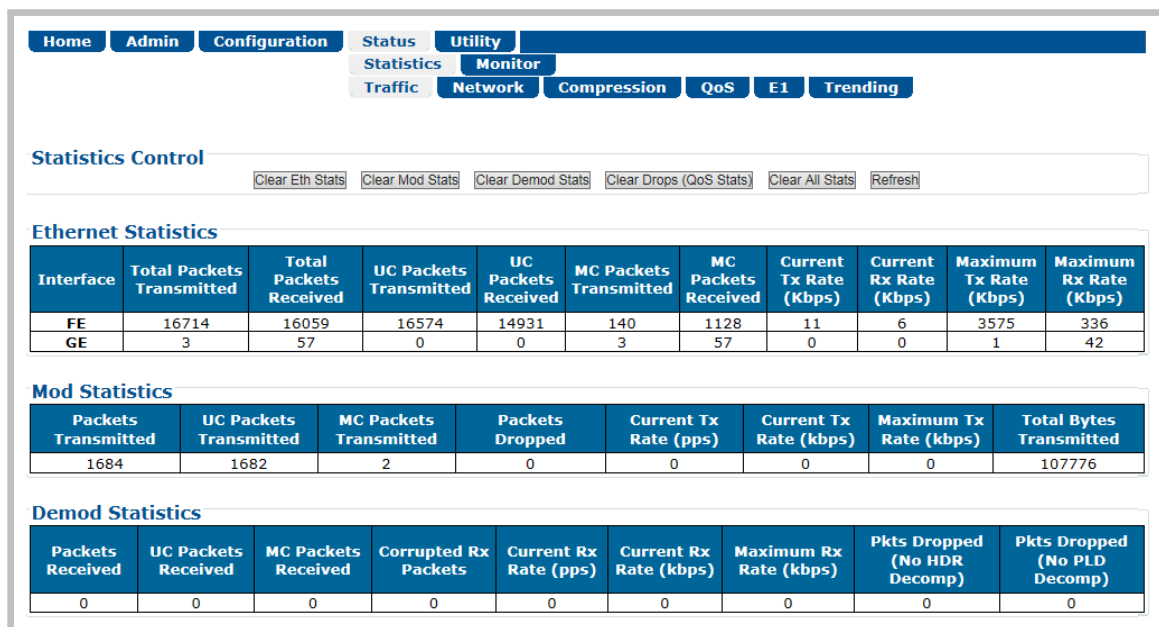 Home Admin Configuration Status Utility
Statistics Monitor
Traffic Network Compression QoS E1 Trending
Statistics Control
Clear Eth Stats Clear Mod Stats Clear Demod Stats Clear Drops (QoS Stats) Clear All Stats Refresh
Ethernet Statistics
Interface Total Packets Transmitted Total Packets Received UC Packets Transmitted UC Packets Received MC Packets Transmitted MC Packets Received Current Tx Rate (Kbps) Current Rx Rate (Kbps) Maximum Tx Rate (Kbps) Maximum Rx Rate (Kbps)
FE 16714 16059 16574 14931 140 1128 11 6 3575 336
GE 3 57 0 0 3 57 0 0 1 42
Mod Statistics
Packets Transmitted UC Packets Transmitted MC Packets Transmitted Packets Dropped Current Tx Rate (pps) Current Tx Rate (kbps) Maximum Tx Rate (kbps) Total Bytes Transmitted
1684 1682 2 0 0 0 0 107776
Demod Statistics
Packets Received UC Packets Received MC Packets Received Corrupted Rx Packets Current Rx Rate (pps) Current Rx Rate (kbps) Maximum Rx Rate (kbps) Pkts Dropped (No HDR Decomp) Pkts Dropped (No PLD Decomp)
0 0 0 0 0 0 0 0 0